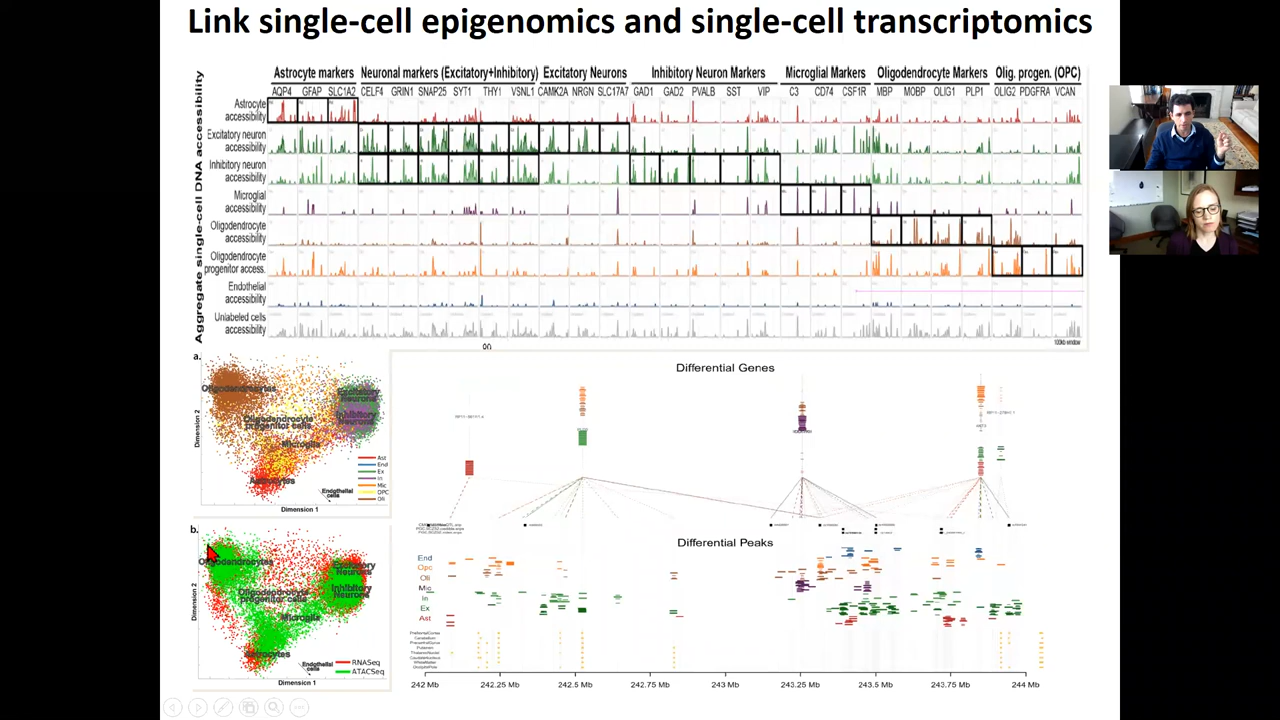 Link single-cell epigenomics and single-cell transcriptomics
Astrocyte markers Neuronal markers (Excitatory+Inhibitory) Excitatory Neurons Inhibitory Neuron Markers Microglial Markers Oligodendrocyte Markers Olig. progen. (OPC)
AQP4 GFAP SLC1A2 CELF4 GRIN1 SNAP25 SYT1 THY1 VSNL1 CAMK2A NRGN SLC17A7 GAD1 GAD2 PVALB SST VIP C3 CD74 CSF1R MBP MOBP OLIG1 PLP1 OLIG2 PDGFRA VCAN
Aggregate single-cell DNA accessibility
Astrocyte
accessibility
Excitatory neuron
accessibility
Inhibitory neuron
accessibility
Microglial
accessibility
Oligodendrocyte
accessibility
Oligodendrocyte
progenitor access.
Endothelial
accessibility
Unlabeled cells
accessibility
100kb window
a.
Oligodendrocytes
Excitatory
Neurons
Inhibitory
Neurons
Oligodendrocyte
progenitor cells
Microglia
Astrocytes
Endothelial
cells
Ast
End
Ex
In
Mic
OPC
Oli
Dimension 2
Dimension 1
b.
Oligodendrocytes
Excitatory
Neurons
Inhibitory
Neurons
Oligodendrocyte
progenitor cells
Microglia
Astrocytes
Endothelial
cells
RNASeq
ATACSeq
Dimension 2
Dimension 1
Differential Genes
Differential Peaks
End
Opc
Oli
Mic
In
Ex
Ast
242 Mb 242.25 Mb 242.5 Mb 242.75 Mb 243 Mb 243.25 Mb 243.5 Mb 243.75 Mb 244 Mb